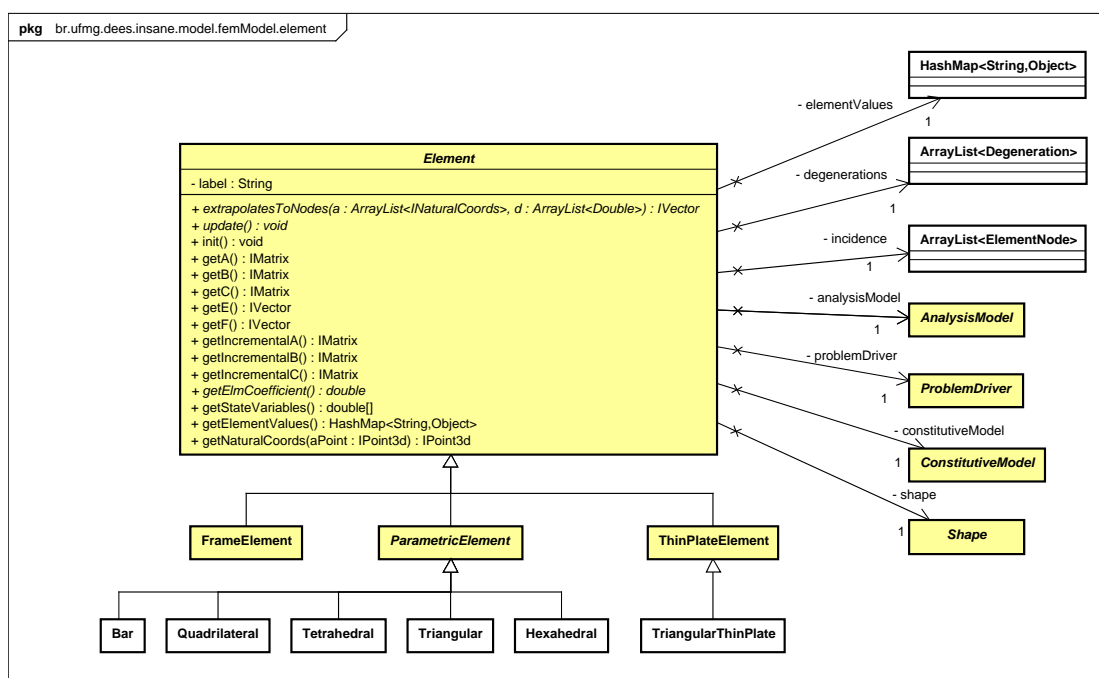 pkg br.ufmg.dees.insane.model.femModel.element
HashMap<String,Object>
- elementValues
1
Element
- label : String
+ extrapolatesToNodes(a : ArrayList<INaturalCoords>, d : ArrayList<Double>) : IVector
+ update() : void
+ init() : void
+ getA() : IMatrix
+ getB() : IMatrix
+ getC() : IMatrix
+ getE() : IVector
+ getF() : IVector
+ getIncrementalA() : IMatrix
+ getIncrementalB() : IMatrix
+ getIncrementalC() : IMatrix
+ getElmCoefficient() : double
+ getStateVariables() : double[]
+ getElementValues() : HashMap<String,Object>
+ getNaturalCoords(aPoint : IPoint3d) : IPoint3d
ArrayList<Degeneration>
- degenerations
1
ArrayList<ElementNode>
- incidence
1
- analysisModel
AnalysisModel
1
- problemDriver
ProblemDriver
1
- constitutiveModel
ConstitutiveModel
1
- shape
Shape
1
FrameElement
ParametricElement
ThinPlateElement
Bar
Quadrilateral
Tetrahedral
Triangular
Hexahedral
TriangularThinPlate